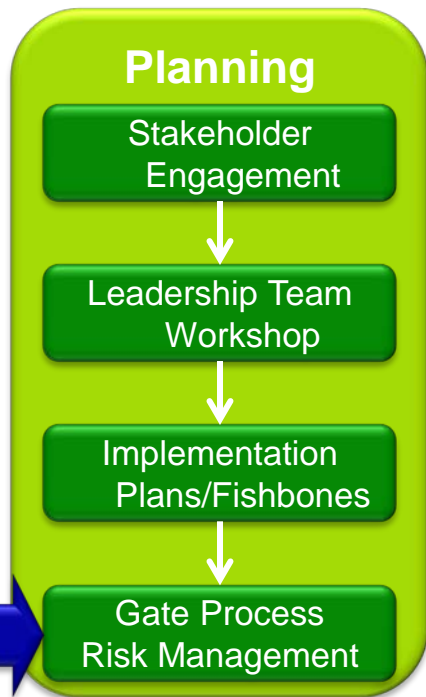 Planning
Stakeholder
Engagement
Leadership Team
Workshop
Implementation
Plans/Fishbones
Gate Process
Risk Management